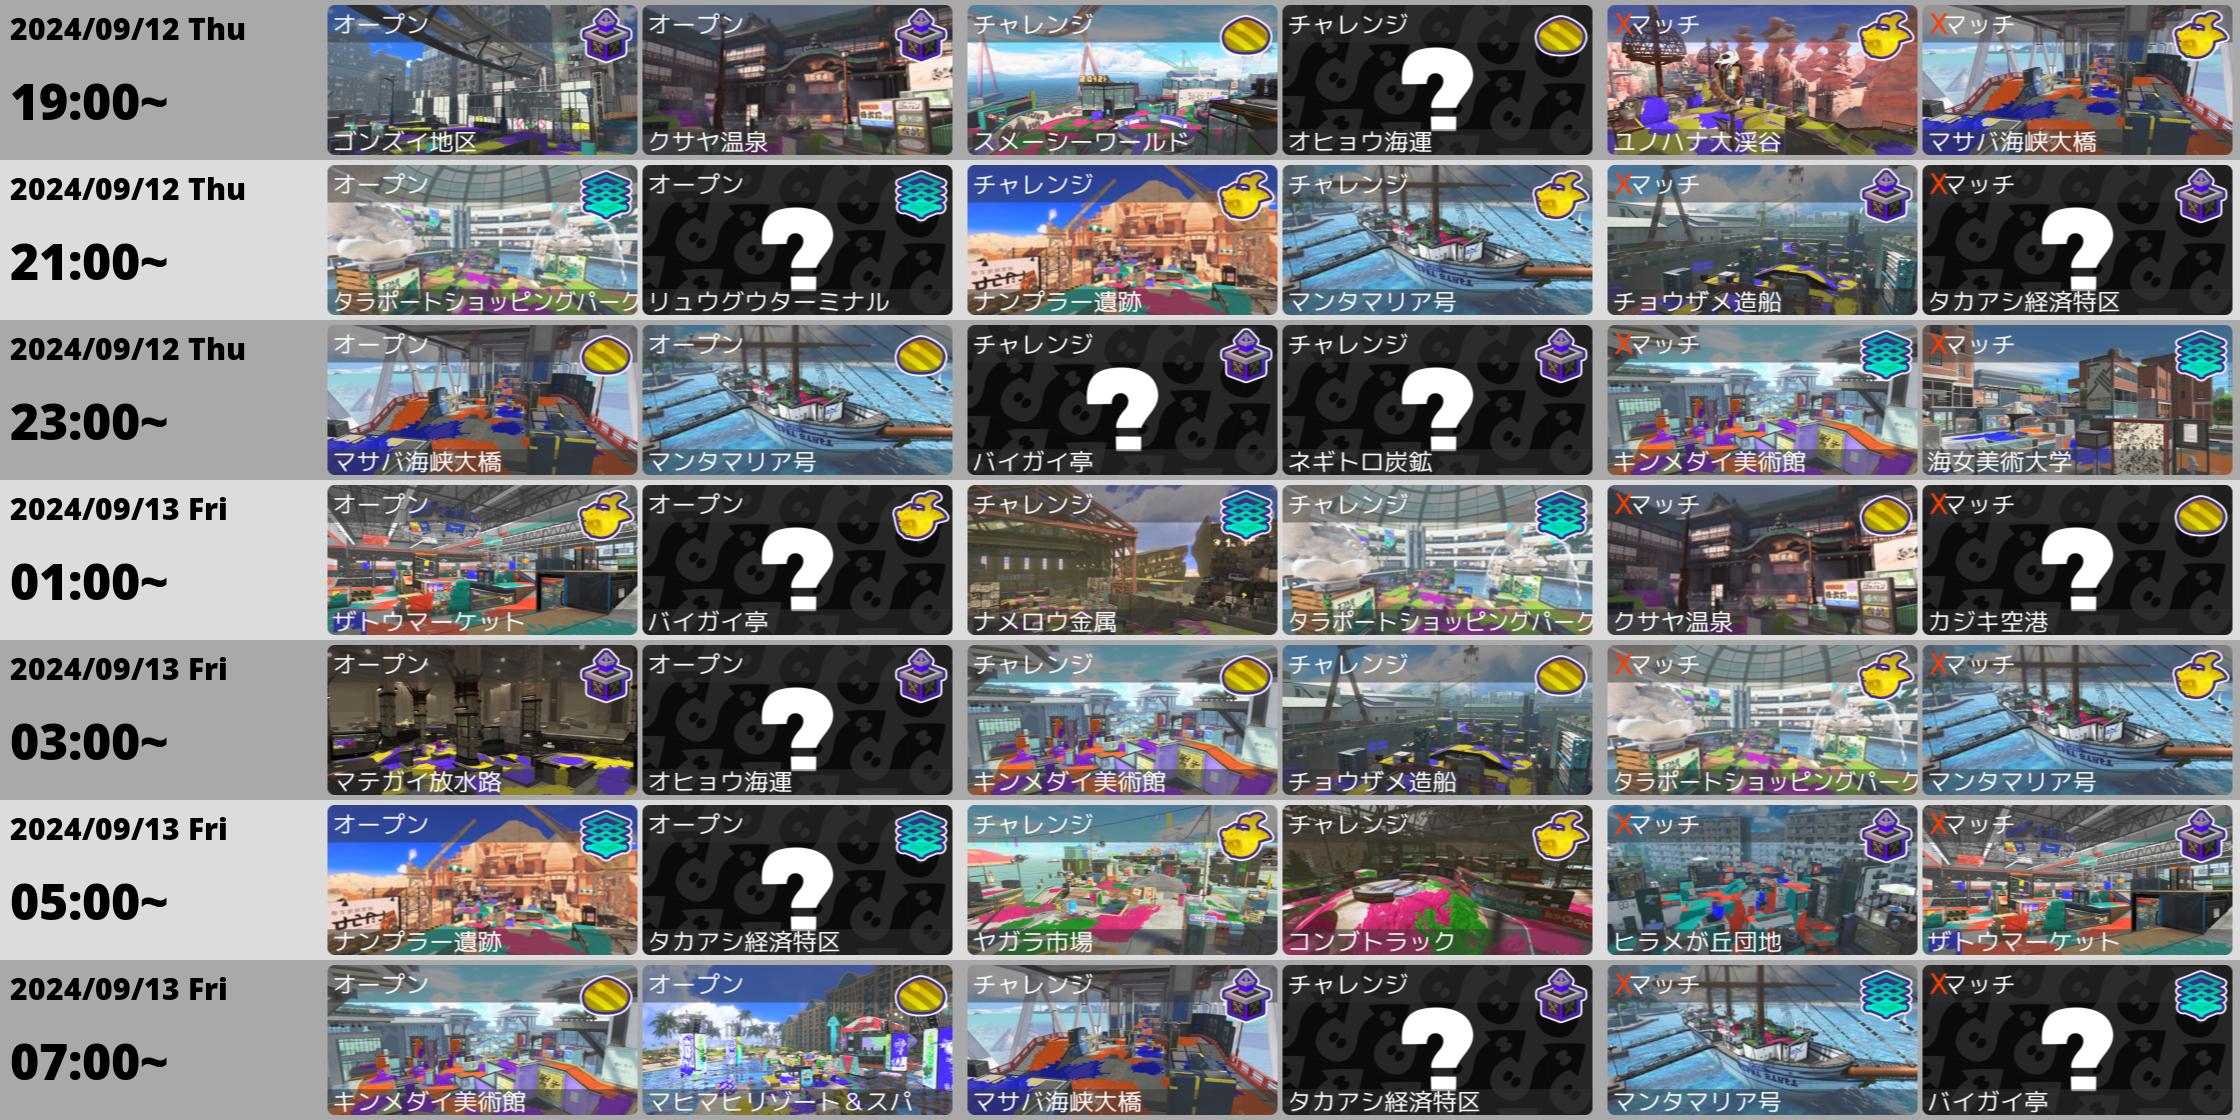 2024/09/12 Thu
19:00~
オープン
ゴンズイ地区
オープン
クサヤ温泉
チャレンジ
スメーシーワールド
チャレンジ
?
オヒョウ海運
Xマッチ
ユノハナ大渓谷
Xマッチ
マサバ海峡大橋
2024/09/12 Thu
21:00~
オープン
タラポートショッピングパーク
オープン
?
リュウグウターミナル
チャレンジ
ナンプラー遺跡
チャレンジ
マンタマリア号
Xマッチ
チョウザメ造船
Xマッチ
?
タカアシ経済特区
2024/09/12 Thu
23:00~
オープン
マサバ海峡大橋
オープン
マンタマリア号
チャレンジ
?
バイガイ亭
チャレンジ
?
ネギトロ炭鉱
Xマッチ
キンメダイ美術館
Xマッチ
海女美術大学
2024/09/13 Fri
01:00~
オープン
ザトウマーケット
オープン
?
バイガイ亭
チャレンジ
ナメロウ金属
チャレンジ
タラポートショッピングパーク
Xマッチ
クサヤ温泉
Xマッチ
?
カジキ空港
2024/09/13 Fri
03:00~
オープン
マテガイ放水路
オープン
?
オヒョウ海運
チャレンジ
キンメダイ美術館
チャレンジ
チョウザメ造船
Xマッチ
タラポートショッピングパーク
Xマッチ
マンタマリア号
2024/09/13 Fri
05:00~
オープン
ナンプラー遺跡
オープン
?
タカアシ経済特区
チャレンジ
ヤガラ市場
チャレンジ
コンブトラック
Xマッチ
ヒラメが丘団地
Xマッチ
ザトウマーケット
2024/09/13 Fri
07:00~
オープン
キンメダイ美術館
オープン
マヒマヒリゾート＆スパ
チャレンジ
マサバ海峡大橋
チャレンジ
?
タカアシ経済特区
Xマッチ
マンタマリア号
Xマッチ
?
バイガイ亭